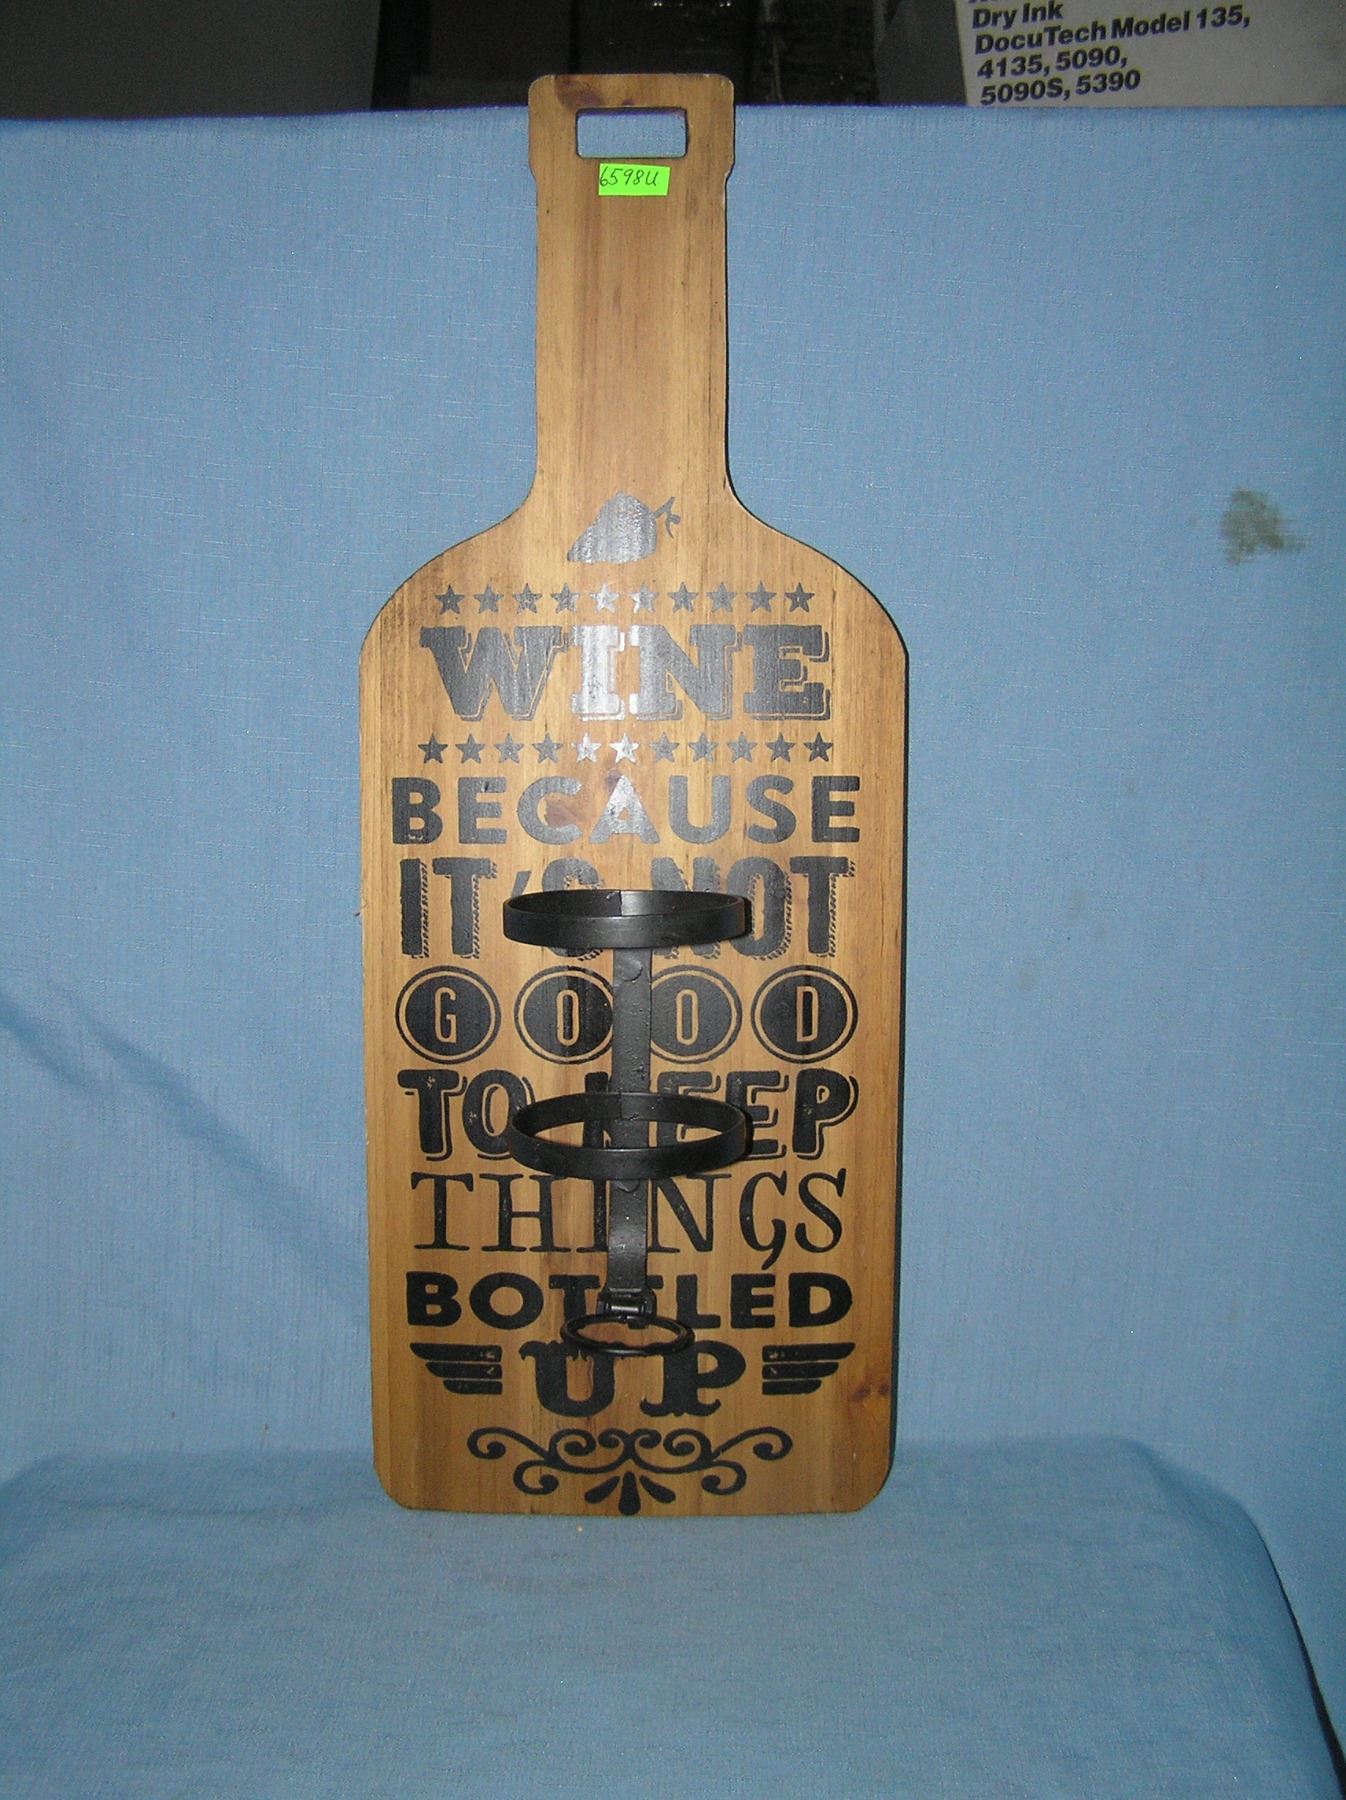 Dry Ink
DocuTech Model 135,
4135, 5090,
5090S, 5390
6598U
WINE
BECAUSE
IT'S NOT
GOOD
TO KEEP
THINGS
BOTTLED
UP